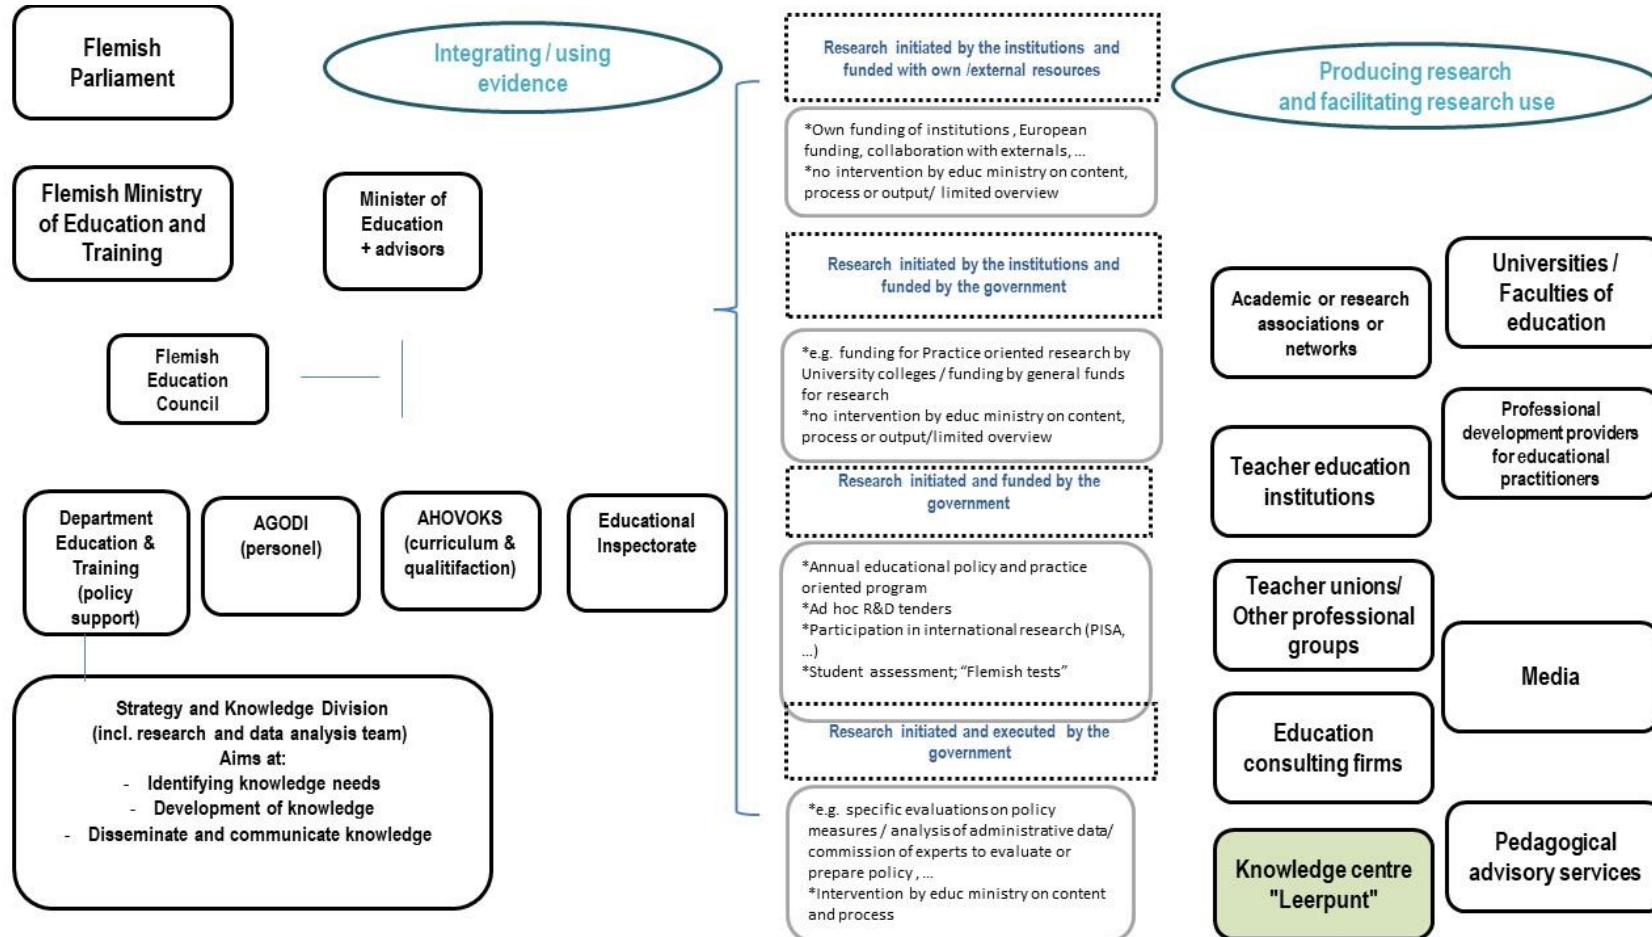 Flemish
Parliament
Integrating / using
evidence
Research initiated by the institutions and
funded with own /external resources
Producing research
and facilitating research use
*Own funding of institutions , European
funding, collaboration with externals, ...
*no intervention by educ ministry on content,
process or output/ limited overview
Flemish Ministry
of Education and
Training
Minister of
Education
+ advisors
Research initiated by the institutions and
funded by the government
Academic or research
associations or
networks
Universities /
Faculties of
education
Flemish
Education
Council
*e.g. funding for Practice oriented research by
University colleges / funding by general funds
for research
*no intervention by educ ministry on content,
process or output/limited overview
Teacher education
institutions
Professional
development providers
for educational
practitioners
Research initiated and funded by the
government
Department
Education &
Training
(policy
support)
AGODI
(personel)
AHOVOKS
(curriculum &
qualitifaction)
Educational
Inspectorate
*Annual educational policy and practice
oriented program
*Ad hoc R&D tenders
*Participation in international research (PISA,
...)
*Student assessment; “Flemish tests”
Teacher unions/
Other professional
groups
Media
Strategy and Knowledge Division
(incl. research and data analysis team)
Aims at:
- Identifying knowledge needs
- Development of knowledge
- Disseminate and communicate knowledge
Research initiated and executed by the
government
Education
consulting firms
*e.g. specific evaluations on policy
measures / analysis of administrative data/
commission of experts to evaluate or
prepare policy , ...
*Intervention by educ ministry on content
and process
Knowledge centre
"Leerpunt"
Pedagogical
advisory services